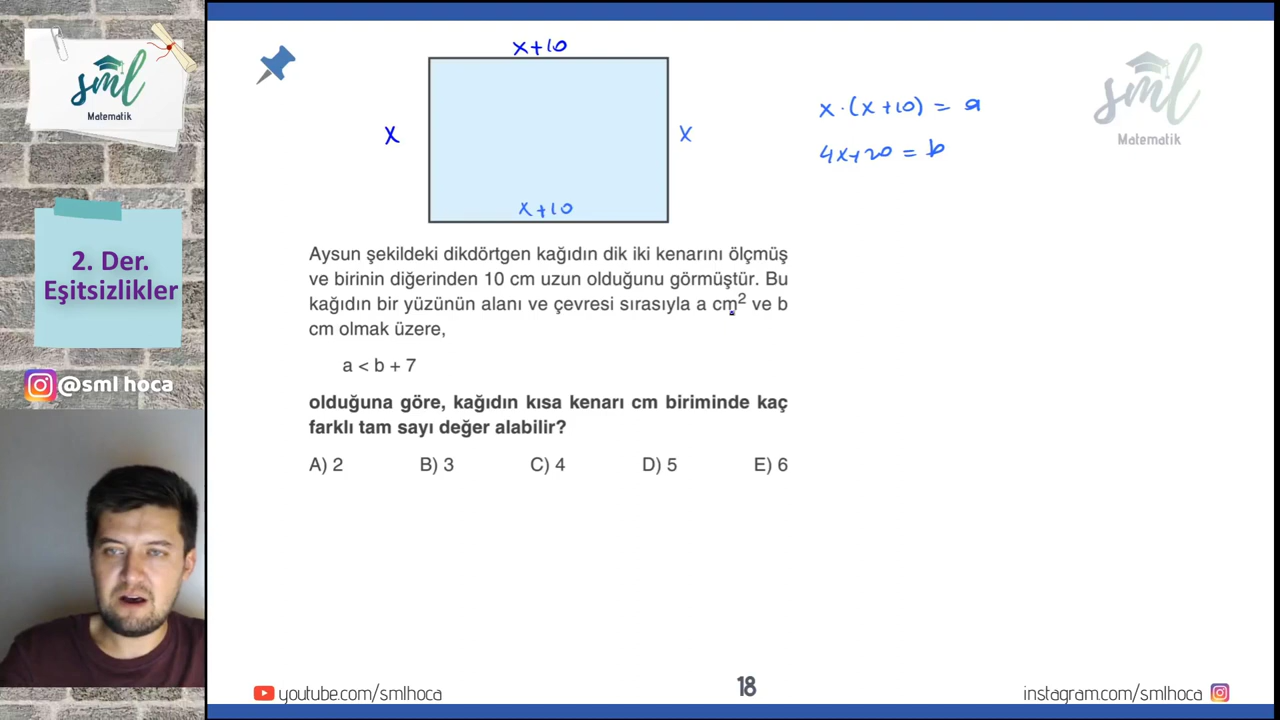 sml
Matematik
2. Der.
Eşitsizlikler
@sml hoca
x+10
x
x
x+10
x·(x+10) = a
4x+20 = b
sml
Matematik
Aysun şekildeki dikdörtgen kağıdın dik iki kenarını ölçmüş
ve birinin diğerinden 10 cm uzun olduğunu görmüştür. Bu
kağıdın bir yüzünün alanı ve çevresi sırasıyla a cm² ve b
cm olmak üzere,
a < b + 7
olduğuna göre, kağıdın kısa kenarı cm biriminde kaç
farklı tam sayı değer alabilir?
A) 2 B) 3 C) 4 D) 5 E) 6
youtube.com/smlhoca
18
instagram.com/smlhoca